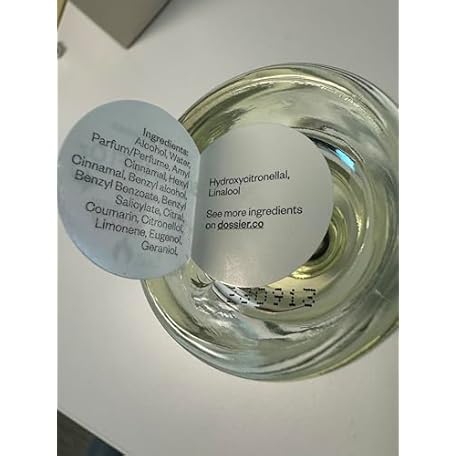 Ingredients:
Alcohol, Water,
Parfum/Perfume, Amyl
Cinnamal, Hexyl
Cinnamal, Benzyl alcohol,
Benzyl Benzoate, Benzyl
Salicylate, Citral,
Coumarin, Citronellol,
Limonene, Eugenol,
Geraniol,
Hydroxycitronellal,
Linalool
See more ingredients
on dossier.co